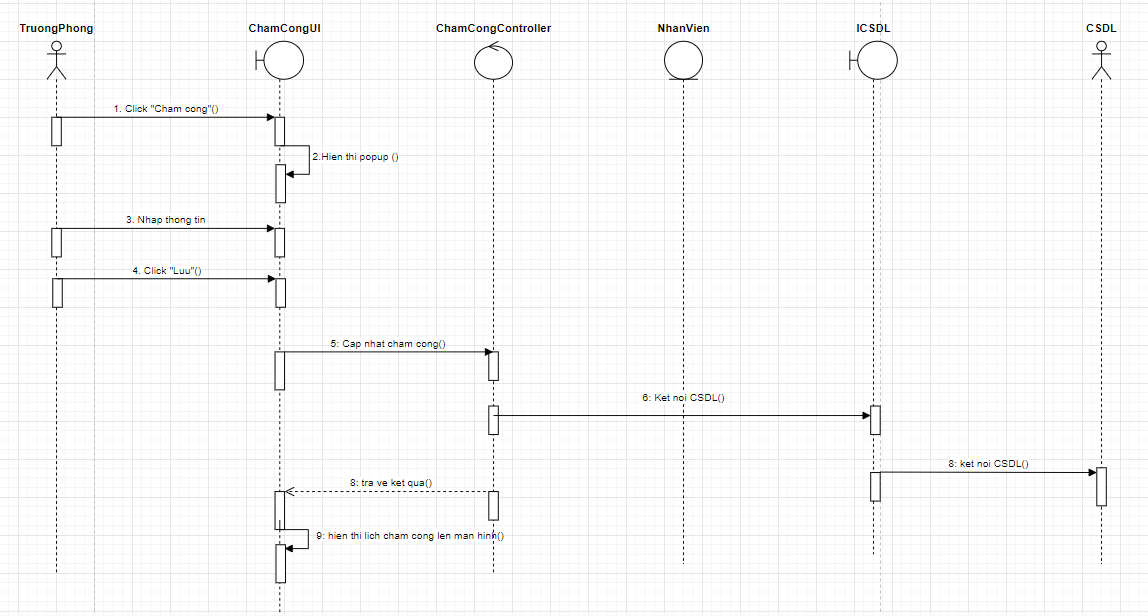 TruongPhong
ChamCongUI
ChamCongController
NhanVien
ICSDL
CSDL
1. Click "Cham cong"()
2.Hien thi popup ()
3. Nhap thong tin
4. Click "Luu"()
5: Cap nhat cham cong()
6: Ket noi CSDL()
8: ket noi CSDL()
8: tra ve ket qua()
9: hien thi lich cham cong len man hinh()